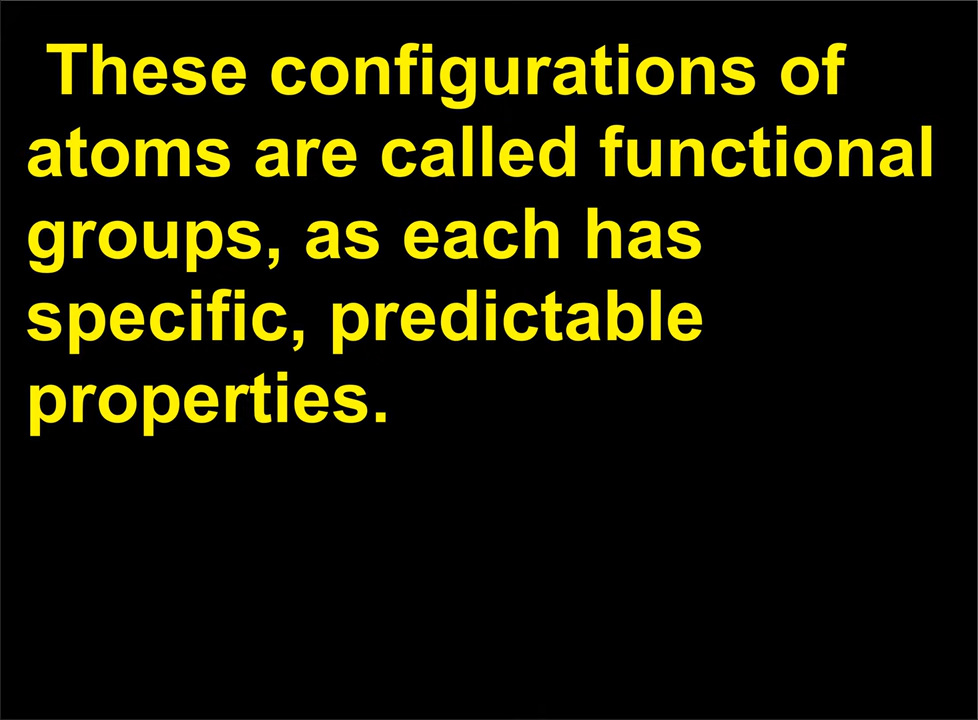 These configurations of
atoms are called functional
groups, as each has
specific, predictable
properties.